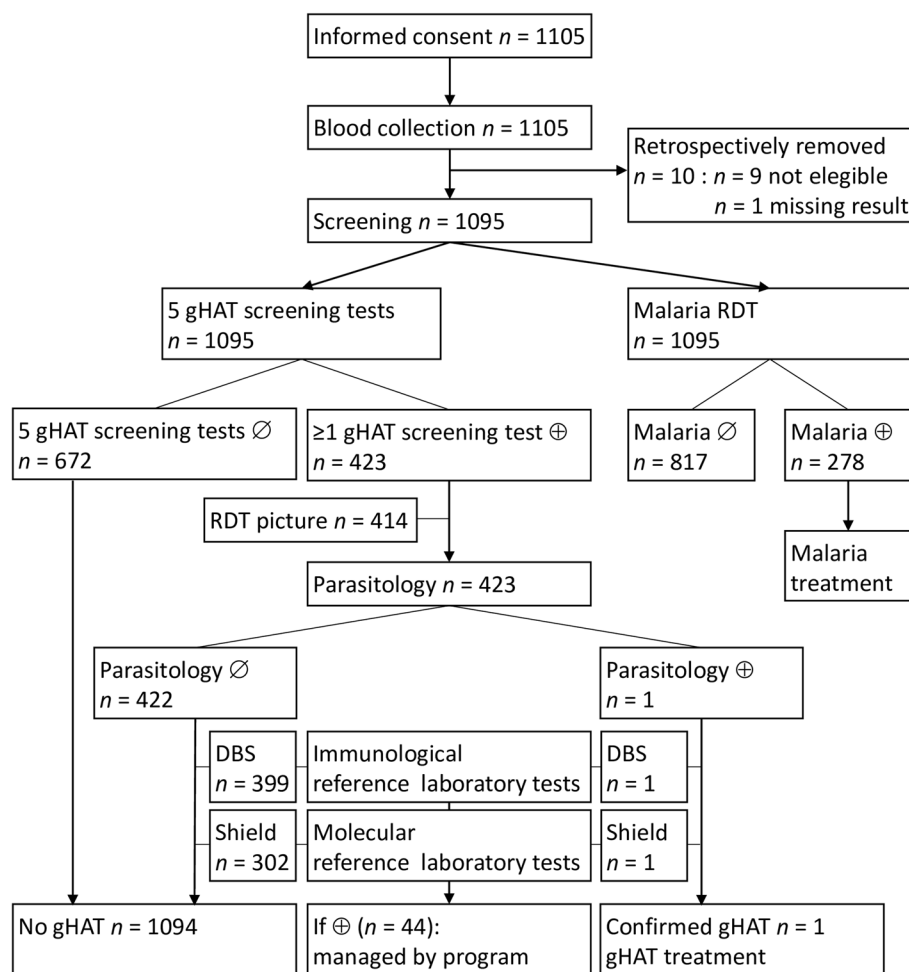 Informed consent n = 1105
Blood collection n = 1105
Retrospectively removed
n = 10 : n = 9 not elegible
n = 1 missing result
Screening n = 1095
5 gHAT screening tests
n = 1095
Malaria RDT
n = 1095
5 gHAT screening tests ∅
n = 672
≥1 gHAT screening test ⊕
n = 423
Malaria ∅
n = 817
Malaria ⊕
n = 278
RDT picture n = 414
Malaria
treatment
Parasitology n = 423
Parasitology ∅
n = 422
Parasitology ⊕
n = 1
DBS
n = 399
Immunological
reference laboratory tests
DBS
n = 1
Shield
n = 302
Molecular
reference laboratory tests
Shield
n = 1
No gHAT n = 1094
If ⊕ (n = 44):
managed by program
Confirmed gHAT n = 1
gHAT treatment